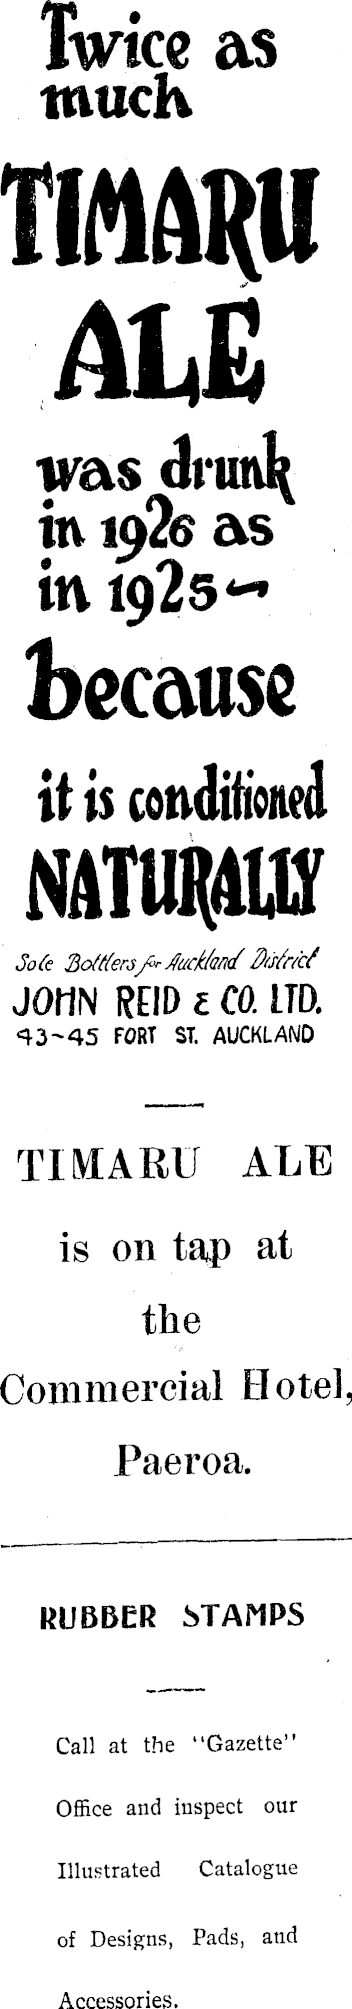 Twice as
much
TIMARU
ALE
was drunk
in 1926 as
in 1925~
because
it is conditioned
NATURALLY
Sole Bottlers for Auckland District
JOHN REID & CO. LTD.
43~45 FORT ST. AUCKLAND
TIMARU ALE
is on tap at
the
Commercial Hotel,
Paeroa.
RUBBER STAMPS
Call at the "Gazette"
Office and inspect our
Illustrated Catalogue
of Designs, Pads, and
Accessories.